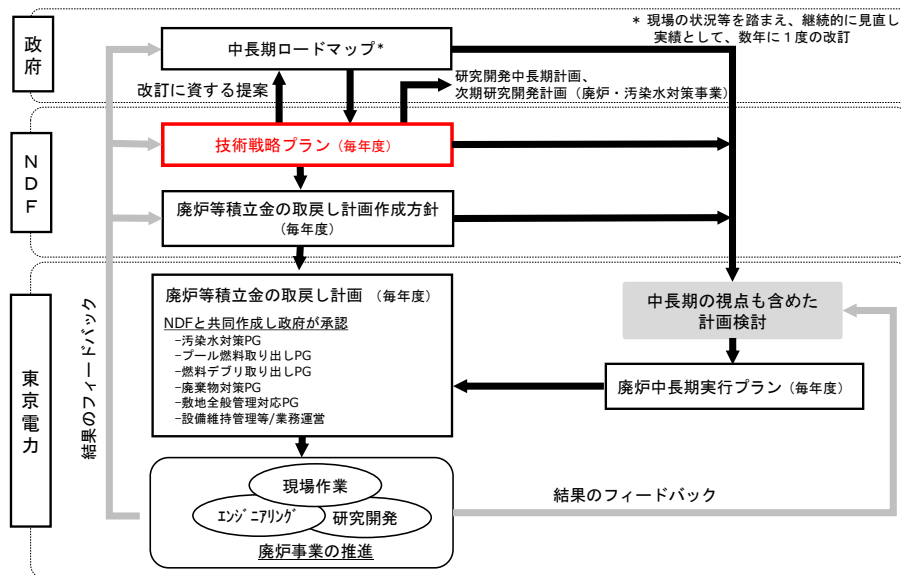 政府
中長期ロードマップ*
* 現場の状況等を踏まえ、継続的に見直し
実績として、数年に１度の改訂
改訂に資する提案
研究開発中長期計画、
次期研究開発計画（廃炉・汚染水対策事業）
ＮＤＦ
技術戦略プラン（毎年度）
廃炉等積立金の取戻し計画作成方針
（毎年度）
東京電力
結果のフィードバック
廃炉等積立金の取戻し計画 （毎年度）
NDFと共同作成し政府が承認
-汚染水対策PG
-プール燃料取り出しPG
-燃料デブリ取り出しPG
-廃棄物対策PG
-敷地全般管理対応PG
-設備維持管理等/業務運営
中長期の視点も含めた
計画検討
廃炉中長期実行プラン（毎年度）
現場作業
ｴﾝｼﾞﾆｱﾘﾝｸﾞ
研究開発
廃炉事業の推進
結果のフィードバック